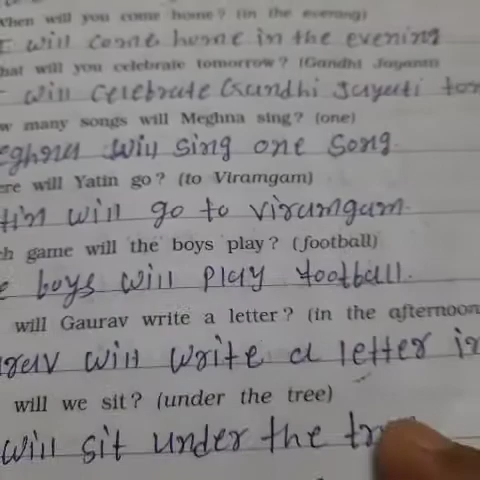 When will you come home? (in the evening)
I will come home in the evening
hat will you celebrate tomorrow? (Gandhi Jayanti
will celebrate Gandhi Jayati tom
w many songs will Meghna sing? (one)
eghna will sing one song.
ere will Yatin go? (to Viramgam)
tin will go to viramgam.
ch game will the boys play? (football)
e boys will play football.
will Gaurav write a letter? (in the afternoon
urav will write a letter in
will we sit? (under the tree)
will sit under the tr